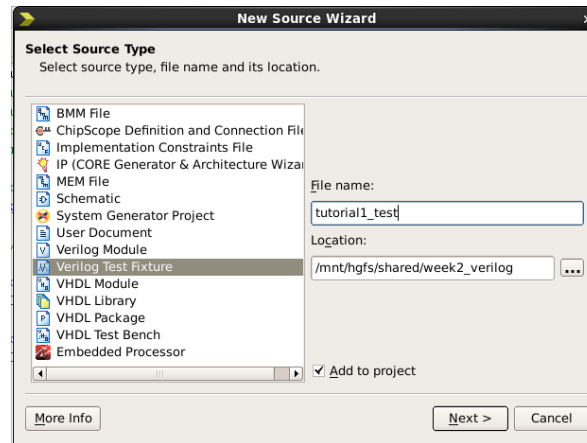 New Source Wizard
Select Source Type
Select source type, file name and its location.
BMM File
ChipScope Definition and Connection File
Implementation Constraints File
IP (CORE Generator & Architecture Wizar
MEM File
Schematic
System Generator Project
User Document
Verilog Module
Verilog Test Fixture
VHDL Module
VHDL Library
VHDL Package
VHDL Test Bench
Embedded Processor
File name:
tutorial1_test
Location:
/mnt/hgfs/shared/week2_verilog
...
Add to project
More Info
Next >
Cancel